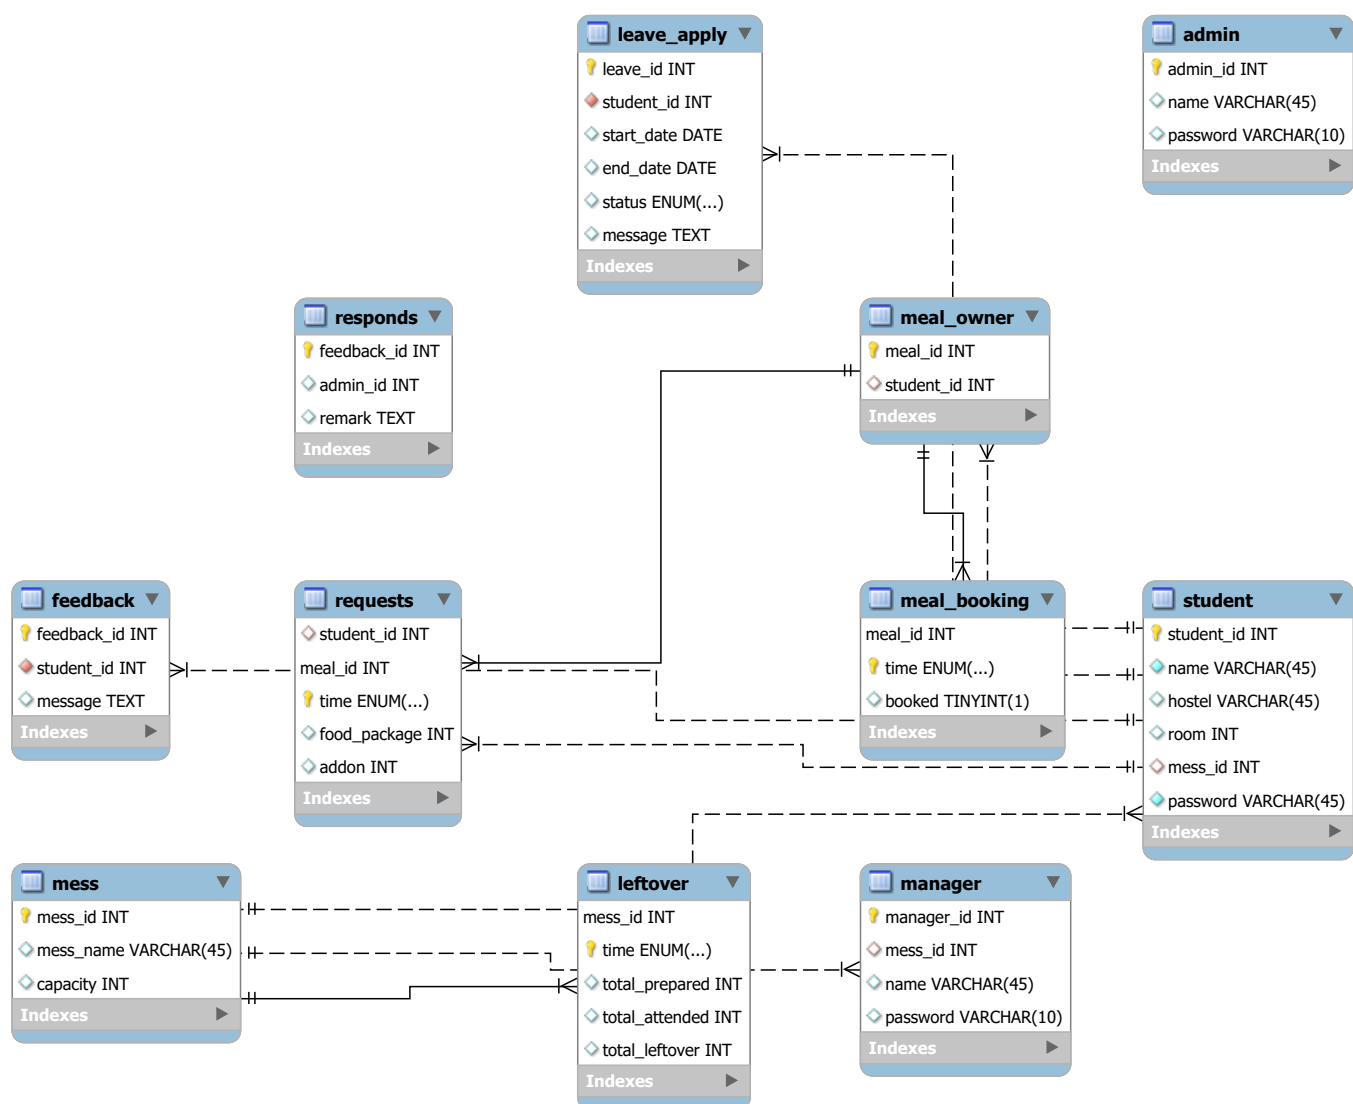 leave_apply
leave_id INT
student_id INT
start_date DATE
end_date DATE
status ENUM(...)
message TEXT
Indexes
admin
admin_id INT
name VARCHAR(45)
password VARCHAR(10)
Indexes
responds
feedback_id INT
admin_id INT
remark TEXT
Indexes
meal_owner
meal_id INT
student_id INT
Indexes
feedback
feedback_id INT
student_id INT
message TEXT
Indexes
requests
student_id INT
meal_id INT
time ENUM(...)
food_package INT
addon INT
Indexes
meal_booking
meal_id INT
time ENUM(...)
booked TINYINT(1)
Indexes
student
student_id INT
name VARCHAR(45)
hostel VARCHAR(45)
room INT
mess_id INT
password VARCHAR(45)
Indexes
mess
mess_id INT
mess_name VARCHAR(45)
capacity INT
Indexes
leftover
mess_id INT
time ENUM(...)
total_prepared INT
total_attended INT
total_leftover INT
Indexes
manager
manager_id INT
mess_id INT
name VARCHAR(45)
password VARCHAR(10)
Indexes